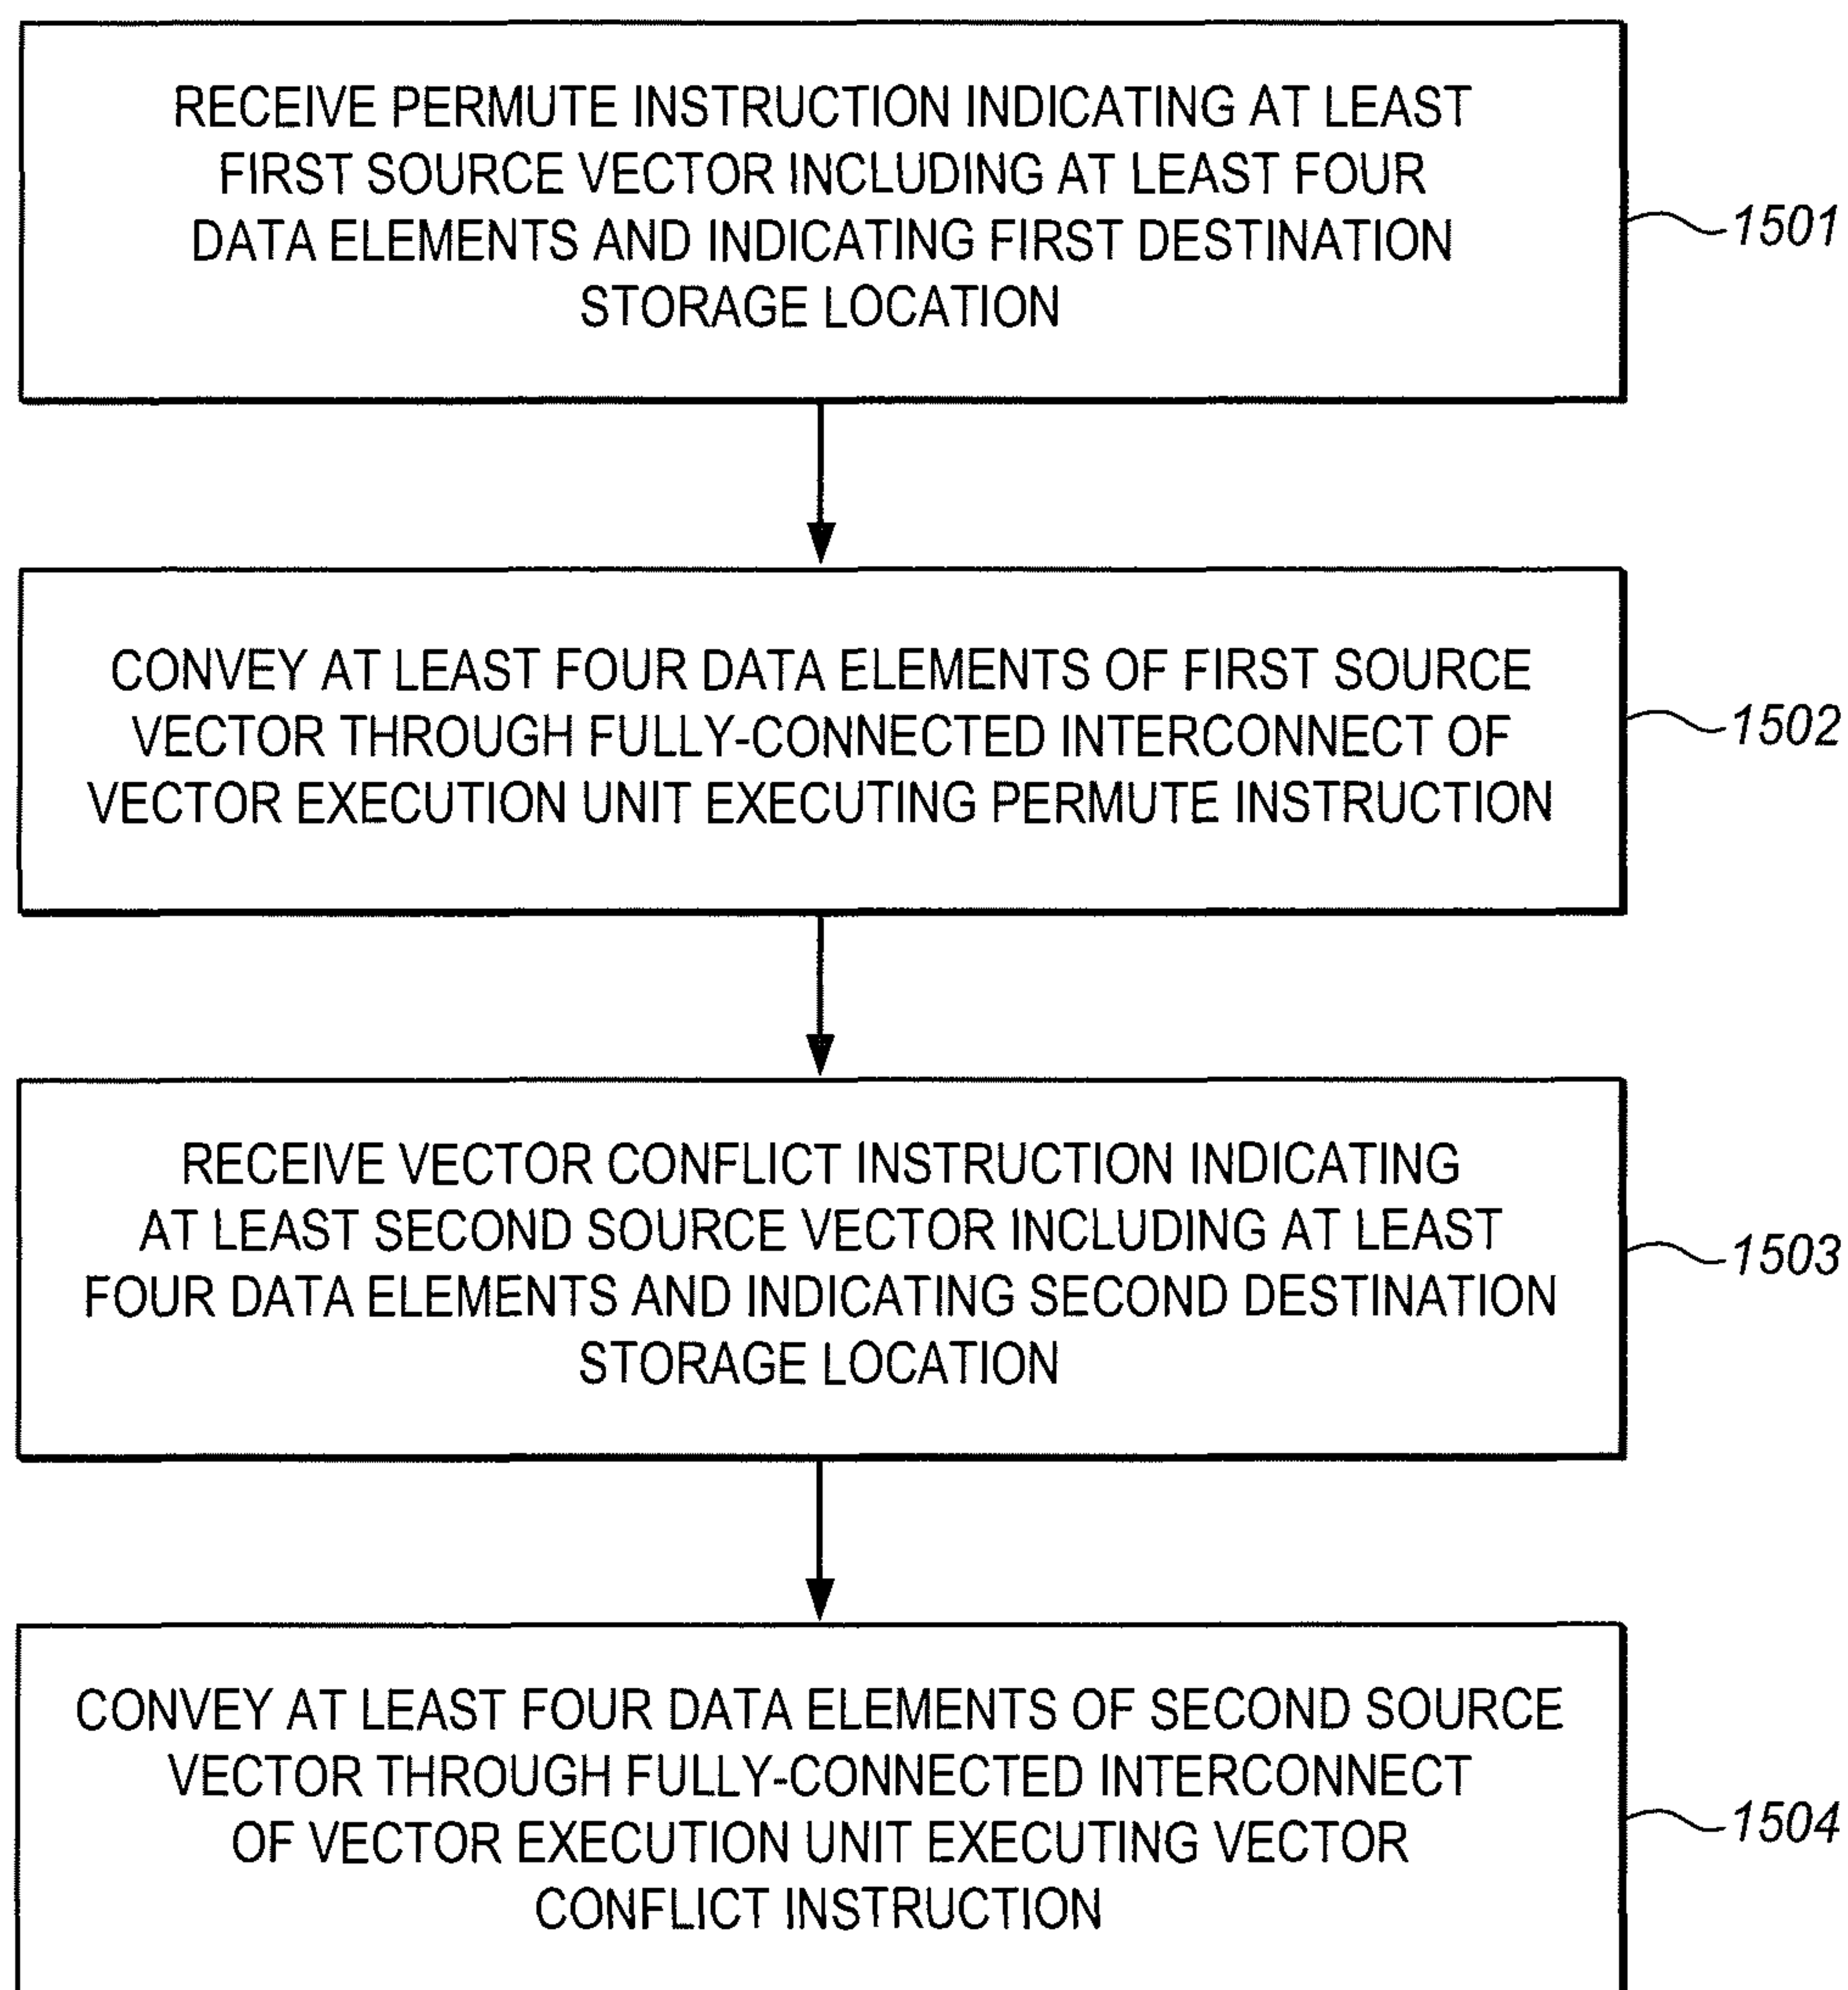 RECEIVE PERMUTE INSTRUCTION INDICATING AT LEAST
FIRST SOURCE VECTOR INCLUDING AT LEAST FOUR
DATA ELEMENTS AND INDICATING FIRST DESTINATION
STORAGE LOCATION
1501
CONVEY AT LEAST FOUR DATA ELEMENTS OF FIRST SOURCE
VECTOR THROUGH FULLY-CONNECTED INTERCONNECT OF
VECTOR EXECUTION UNIT EXECUTING PERMUTE INSTRUCTION
1502
RECEIVE VECTOR CONFLICT INSTRUCTION INDICATING
AT LEAST SECOND SOURCE VECTOR INCLUDING AT LEAST
FOUR DATA ELEMENTS AND INDICATING SECOND DESTINATION
STORAGE LOCATION
1503
CONVEY AT LEAST FOUR DATA ELEMENTS OF SECOND SOURCE
VECTOR THROUGH FULLY-CONNECTED INTERCONNECT
OF VECTOR EXECUTION UNIT EXECUTING VECTOR
CONFLICT INSTRUCTION
1504